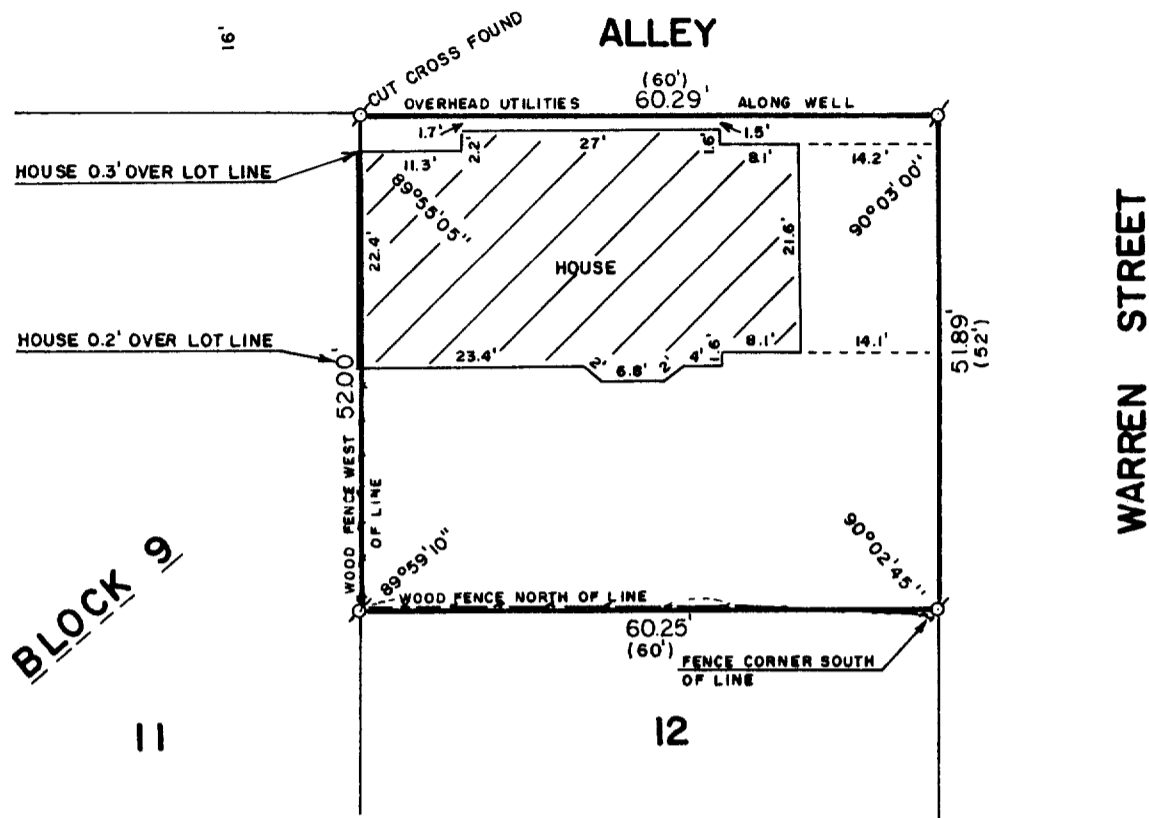 ALLEY
16'
CUT CROSS FOUND
(60')
OVERHEAD UTILITIES
60.29'
ALONG WELL
1.7'
1.5'
2.2'
27'
1.6'
11.3'
8.1'
14.2'
HOUSE 0.3' OVER LOT LINE
89°55'05"
90°03'00"
22.4'
21.6'
HOUSE
WARREN STREET
HOUSE 0.2' OVER LOT LINE
52.00'
23.4'
2'
6.8'
2'
4'
1.6'
8.1'
14.1'
51.89'
(52')
WOOD FENCE WEST
OF LINE
BLOCK 9
89°59'10"
90°02'45"
WOOD FENCE NORTH OF LINE
60.25'
(60')
FENCE CORNER SOUTH
OF LINE
11
12